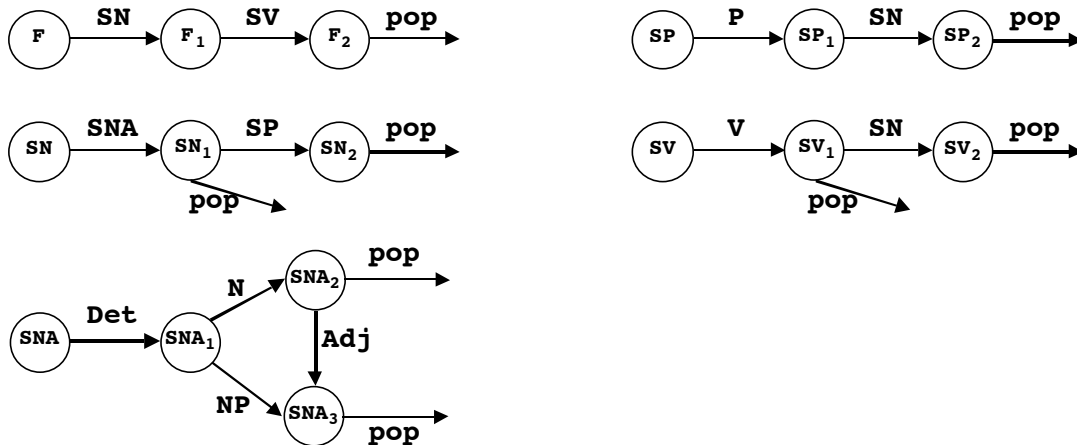 SN SV pop P SN pop
F F₁ F₂ SP SP₁ SP₂
SNA SP pop V SN pop
SN SN₁ SN₂ SV SV₁ SV₂
pop pop
pop
N SNA₂
Det
SNA SNA₁ Adj
NP SNA₃
pop